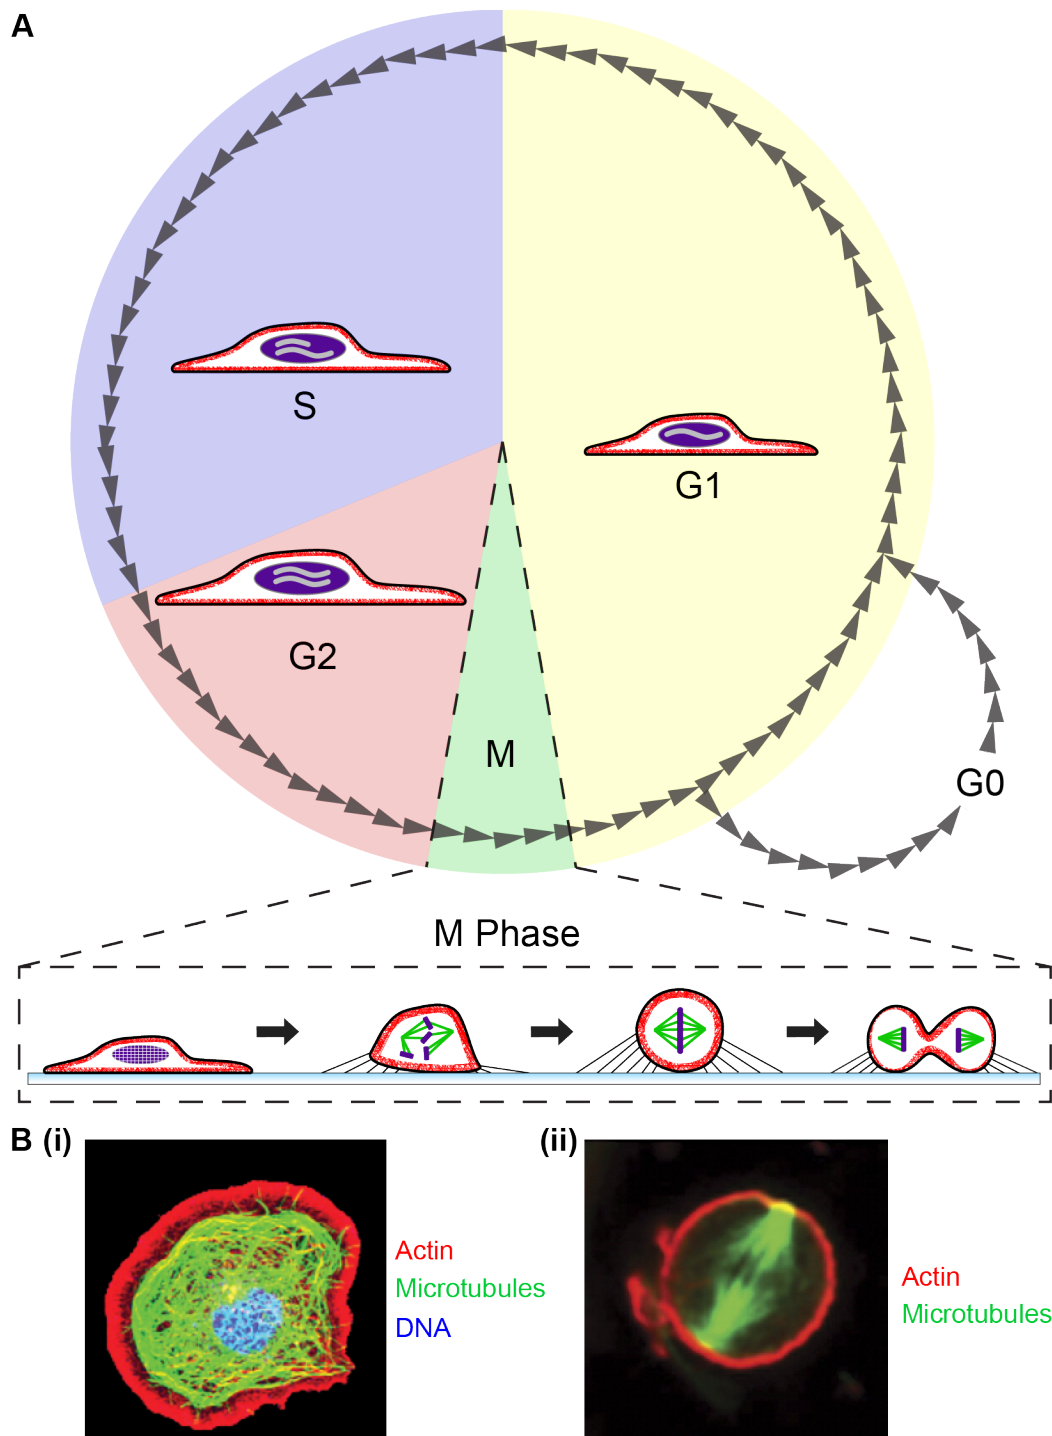 A
S
G1
G2
M
G0
M Phase
B (i)
(ii)
Actin
Microtubules
DNA
Actin
Microtubules